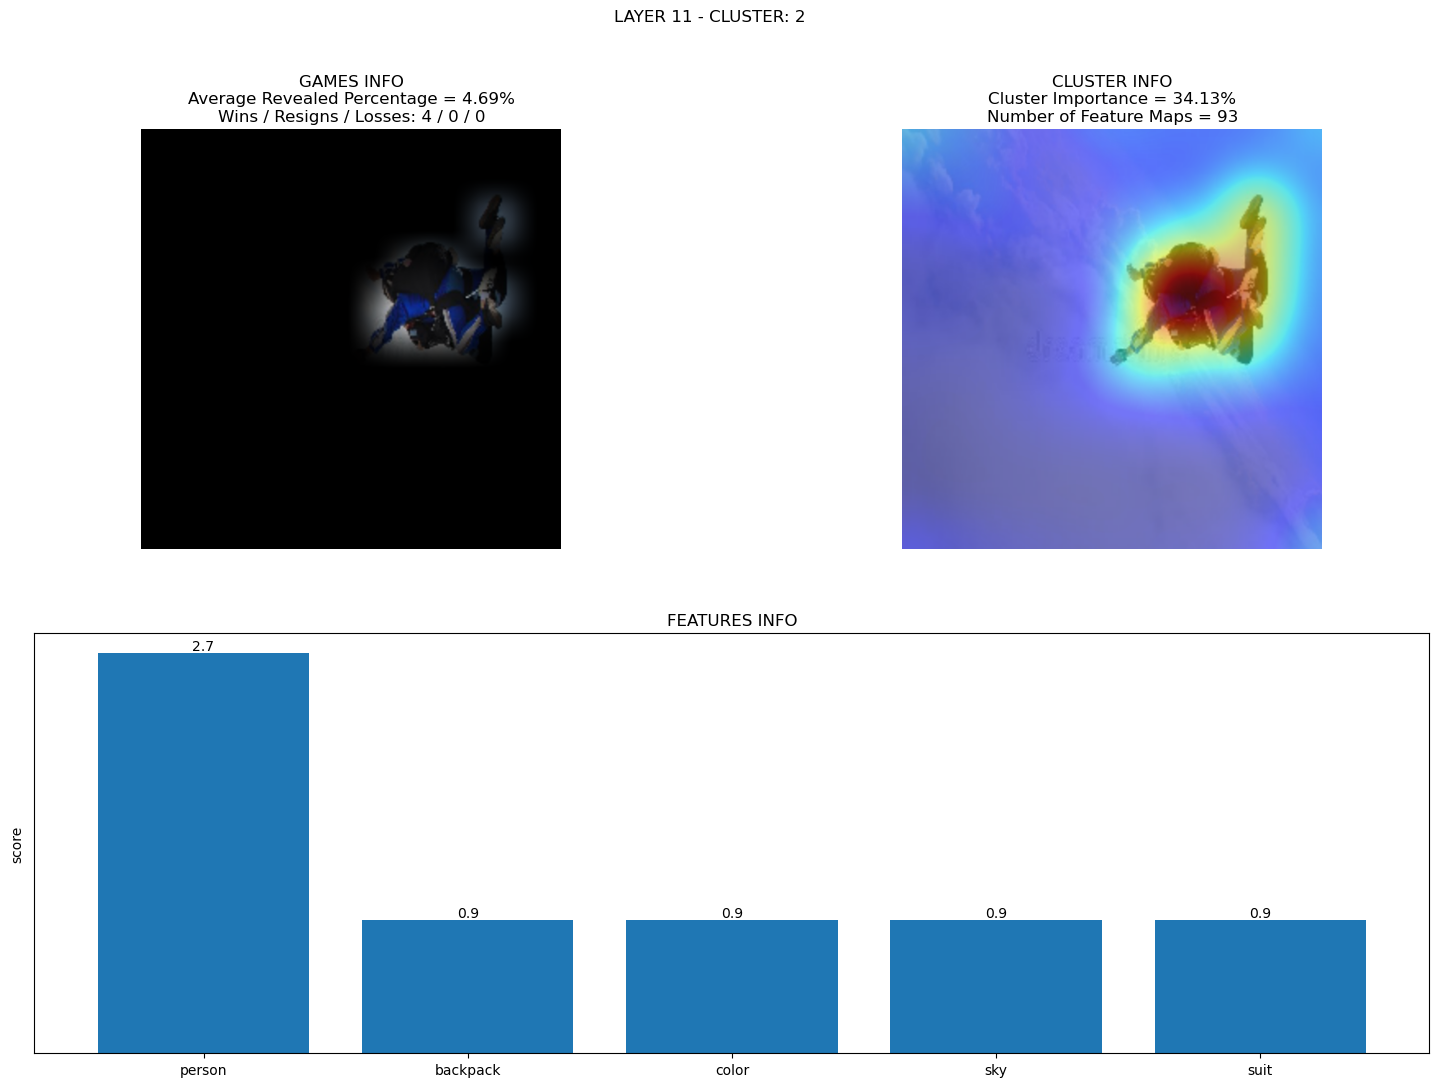 LAYER 11 - CLUSTER: 2
GAMES INFO
Average Revealed Percentage = 4.69%
Wins / Resigns / Losses: 4 / 0 / 0
CLUSTER INFO
Cluster Importance = 34.13%
Number of Feature Maps = 93
FEATURES INFO
score
2.7
0.9
0.9
0.9
0.9
person
backpack
color
sky
suit